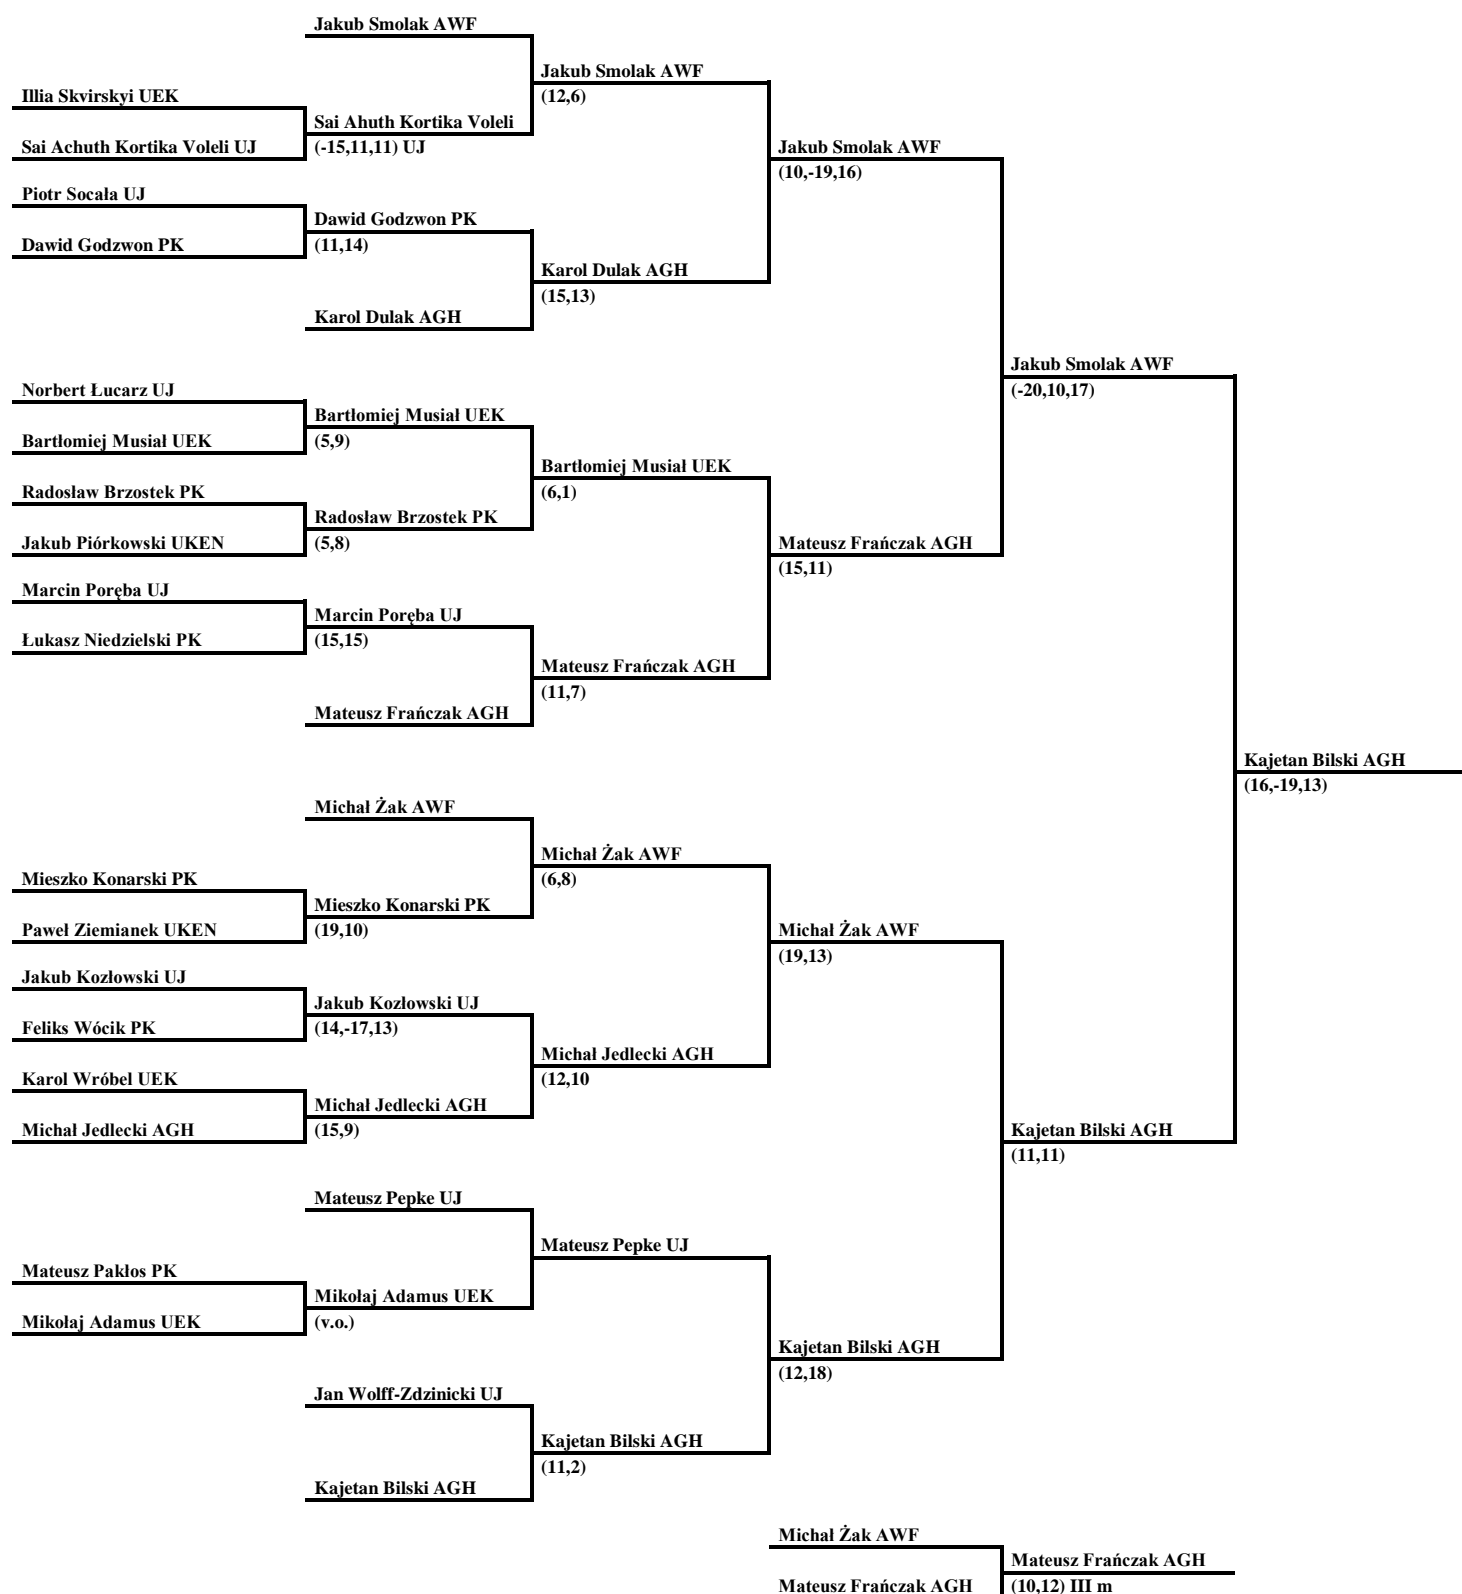 Jakub Smolak AWF
Jakub Smolak AWF
(12,6)
Illia Skvirskyi UEK
Sai Ahuth Kortika Voleli
(-15,11,11) UJ
Sai Achuth Kortika Voleli UJ
Jakub Smolak AWF
(10,-19,16)
Piotr Socała UJ
Dawid Godzwon PK
(11,14)
Dawid Godzwon PK
Karol Dulak AGH
(15,13)
Karol Dulak AGH
Jakub Smolak AWF
(-20,10,17)
Norbert Łucarz UJ
Bartłomiej Musiał UEK
(5,9)
Bartłomiej Musiał UEK
Bartłomiej Musiał UEK
(6,1)
Radosław Brzostek PK
Radosław Brzostek PK
(5,8)
Jakup Piórkowski UKEN
Mateusz Frańczak AGH
(15,11)
Marcin Poręba UJ
Marcin Poręba UJ
(15,15)
Łukasz Niedzielski PK
Mateusz Frańczak AGH
(11,7)
Mateusz Frańczak AGH
Kajetan Bilski AGH
(16,-19,13)
Michał Żak AWF
Michał Żak AWF
(6,8)
Mieszko Konarski PK
Mieszko Konarski PK
(19,10)
Paweł Ziemianek UKEN
Michał Żak AWF
(19,13)
Jakub Kozłowski UJ
Jakub Kozłowski UJ
(14,-17,13)
Feliks Wócik PK
Michał Jedlecki AGH
(12,10
Karol Wróbel UEK
Michał Jedlecki AGH
(15,9)
Michał Jedlecki AGH
Kajetan Bilski AGH
(11,11)
Mateusz Pepke UJ
Mateusz Pepke UJ
Mateusz Pakłos PK
Mikołaj Adamus UEK
(v.o.)
Mikołaj Adamus UEK
Kajetan Bilski AGH
(12,18)
Jan Wolff-Zdzinicki UJ
Kajetan Bilski AGH
(11,2)
Kajetan Bilski AGH
Michał Żak AWF
Mateusz Frańczak AGH
Mateusz Frańczak AGH
(10,12) III m